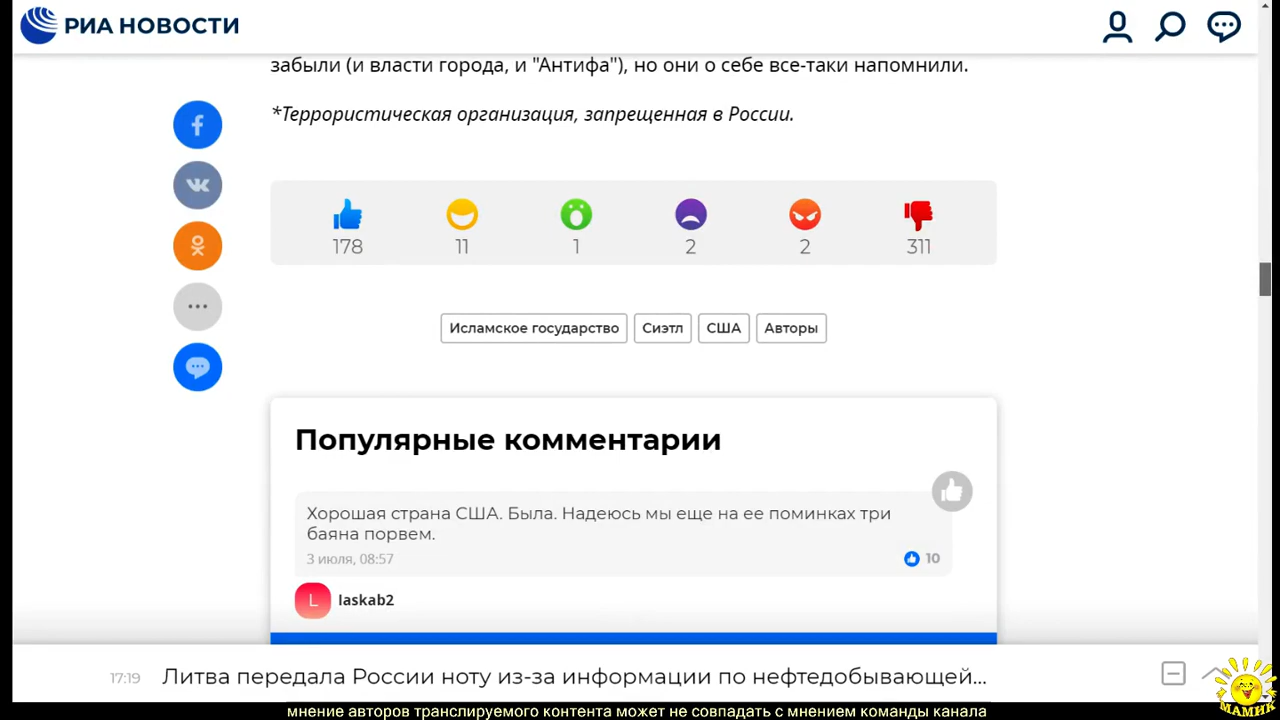 РИА НОВОСТИ
забыли (и власти города, и "Антифа"), но они о себе все-таки напомнили.
*Террористическая организация, запрещенная в России.
178 11 1 2 2 311
Исламское государство Сиэтл США Авторы
Популярные комментарии
Хорошая страна США. Была. Надеюсь мы еще на ее поминках три
баяна порвем.
3 июля, 08:57 10
L laskab2
17:19 Литва передала России ноту из-за информации по нефтедобывающей...
МАМИК
мнение авторов транслируемого контента может не совпадать с мнением команды канала